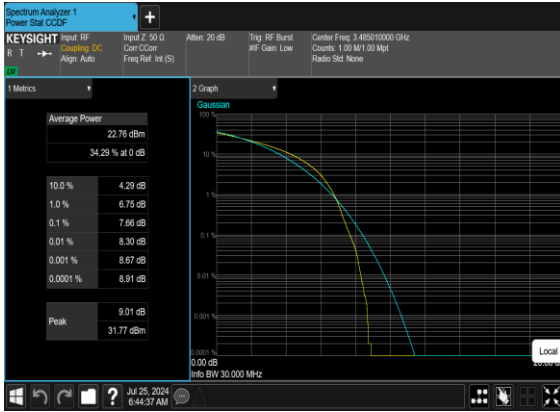 Spectrum Analyzer 1
Power Stat CCDF
KEYSIGHT
R T
LXI
Input: RF
Coupling: DC
Align: Auto
Input Z: 50 Ω
Corr CCorr
Freq Ref: Int (S)
Atten: 20 dB
Trig: RF Burst
#IF Gain: Low
Center Freq: 3.485010000 GHz
Counts: 1.00 M/1.00 Mpt
Radio Std: None
1 Metrics
Average Power
22.76 dBm
34.29 % at 0 dB
10.0 % 4.29 dB
1.0 % 6.75 dB
0.1 % 7.66 dB
0.01 % 8.30 dB
0.001 % 8.67 dB
0.0001 % 8.91 dB
Peak
9.01 dB
31.77 dBm
2 Graph
Gaussian
100 %
10 %
1 %
0.1 %
0.01 %
0.001 %
0.0001 %
0.00 dB
Info BW 30.000 MHz
Local
Jul 25, 2024
6:44:37 AM